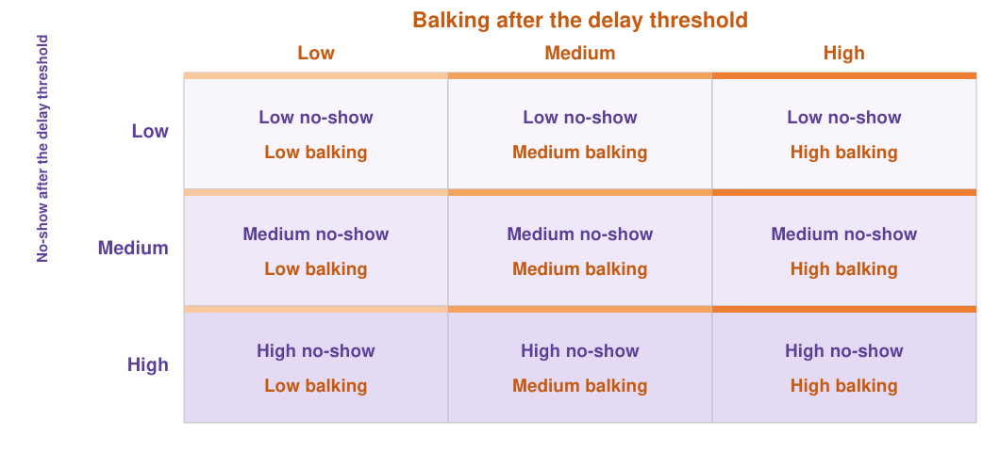 Balking after the delay threshold
Low Medium High
No-show after the delay threshold
Low
Low no-show Low no-show Low no-show
Low balking Medium balking High balking
Medium
Medium no-show Medium no-show Medium no-show
Low balking Medium balking High balking
High
High no-show High no-show High no-show
Low balking Medium balking High balking